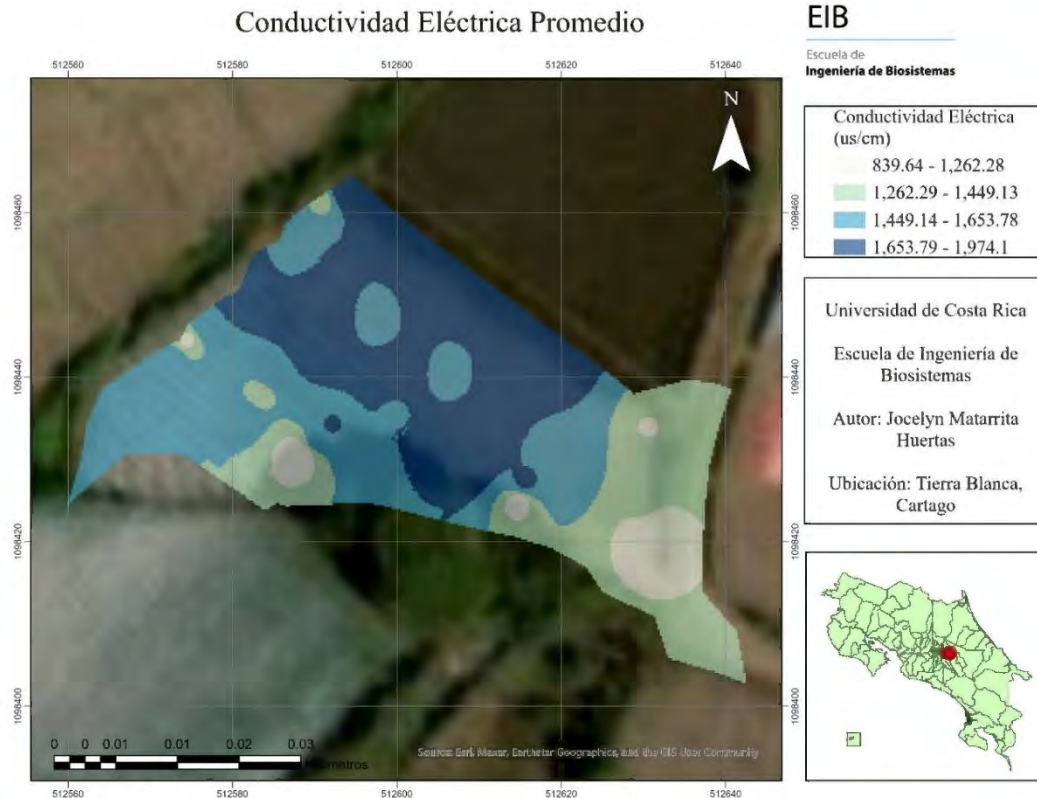 Conductividad Eléctrica Promedio
EIB
Escuela de
Ingeniería de Biosistemas
512560 512580 512600 512620 512640
N
1098460 1098460
1098440 1098440
1098420 1098420
1098400 1098400
0 0 0.01 0.01 0.02 0.03
Source: Esri, Maxar, Earthstar Geographics, and the GIS User Community
512560 512580 512600 512620 512640
Conductividad Eléctrica
(us/cm)
839.64 - 1,262.28
1,262.29 - 1,449.13
1,449.14 - 1,653.78
1,653.79 - 1,974.1
Universidad de Costa Rica
Escuela de Ingeniería de
Biosistemas
Autor: Jocelyn Matarrita
Huertas
Ubicación: Tierra Blanca,
Cartago